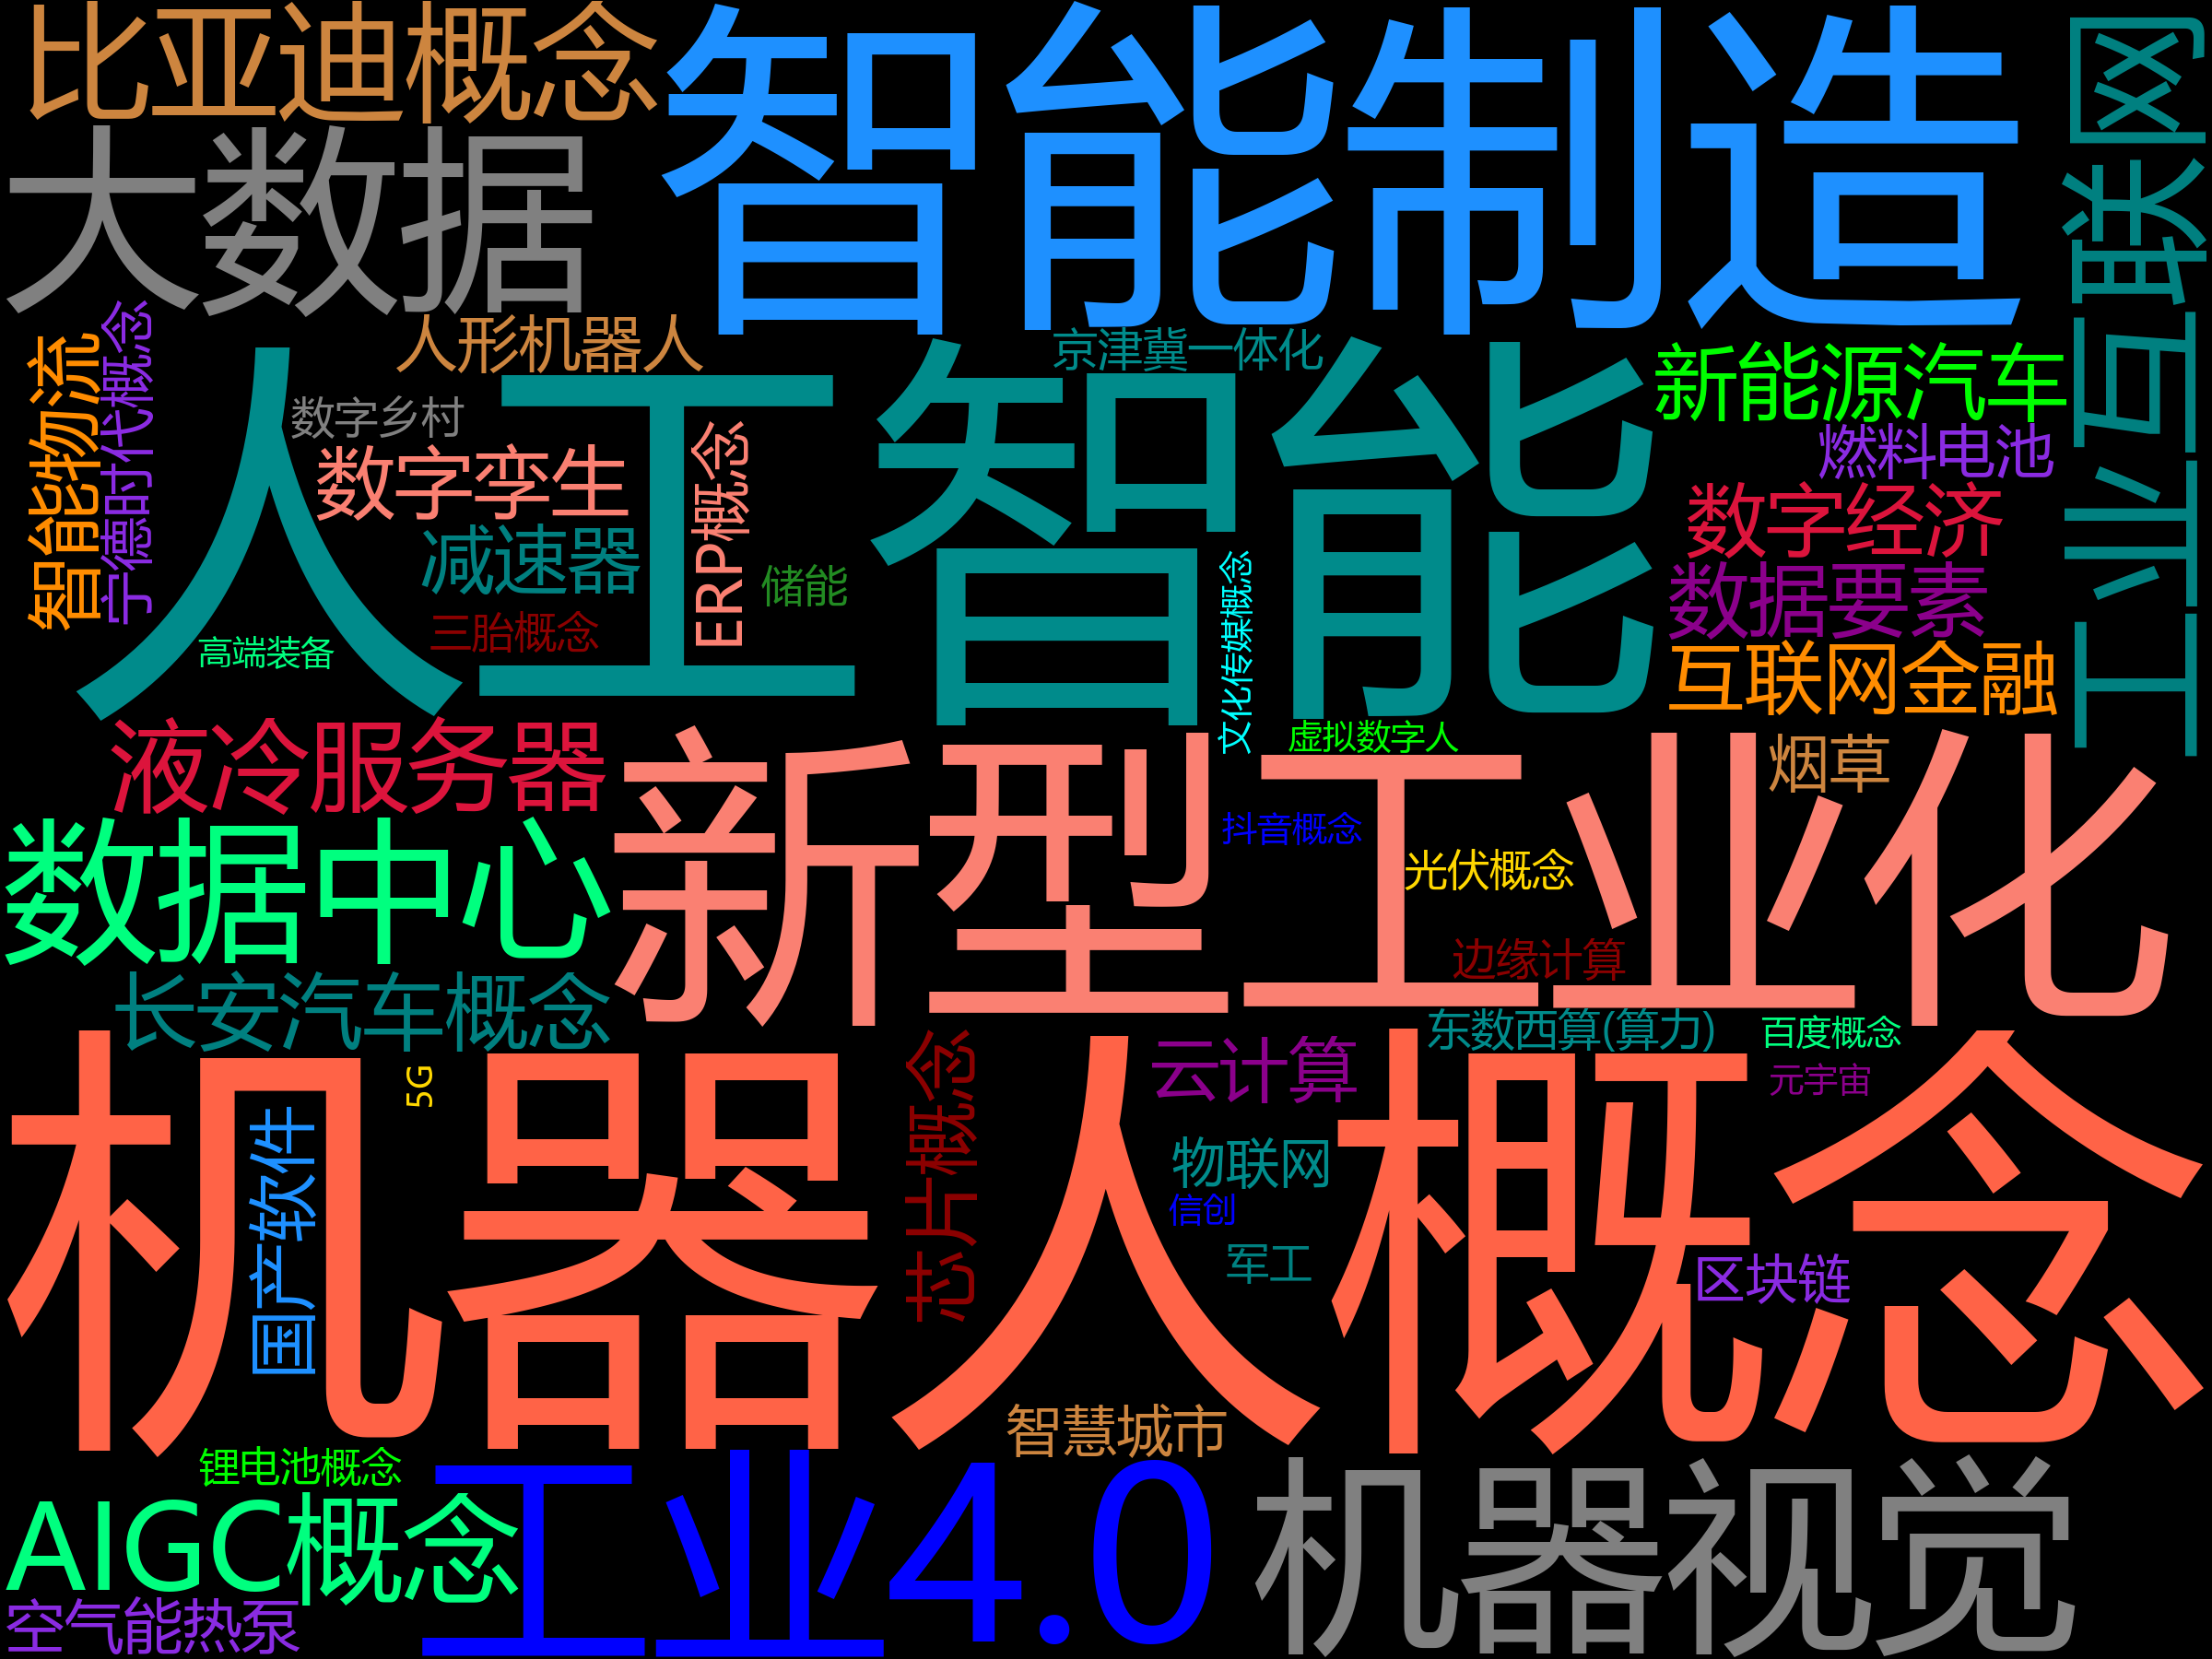 比亚迪概念
智能制造
大数据
工业互联网
人形机器人
京津冀一体化
新能源汽车
智能物流
宁德时代概念
数字乡村
人工智能
燃料电池
数字孪生
ERP概念
数字经济
减速器
储能
文化传媒概念
数据要素
三胎概念
高端装备
互联网金融
液冷服务器
虚拟数字人
烟草
新型工业化
数据中心
抖音概念
光伏概念
边缘计算
长安汽车概念
东数西算(算力)
百度概念
5G
芯片概念
云计算
元宇宙
机器人概念
国产软件
物联网
信创
军工
区块链
智慧城市
锂电池概念
AIGC概念
工业4.0
机器视觉
空气能热泵